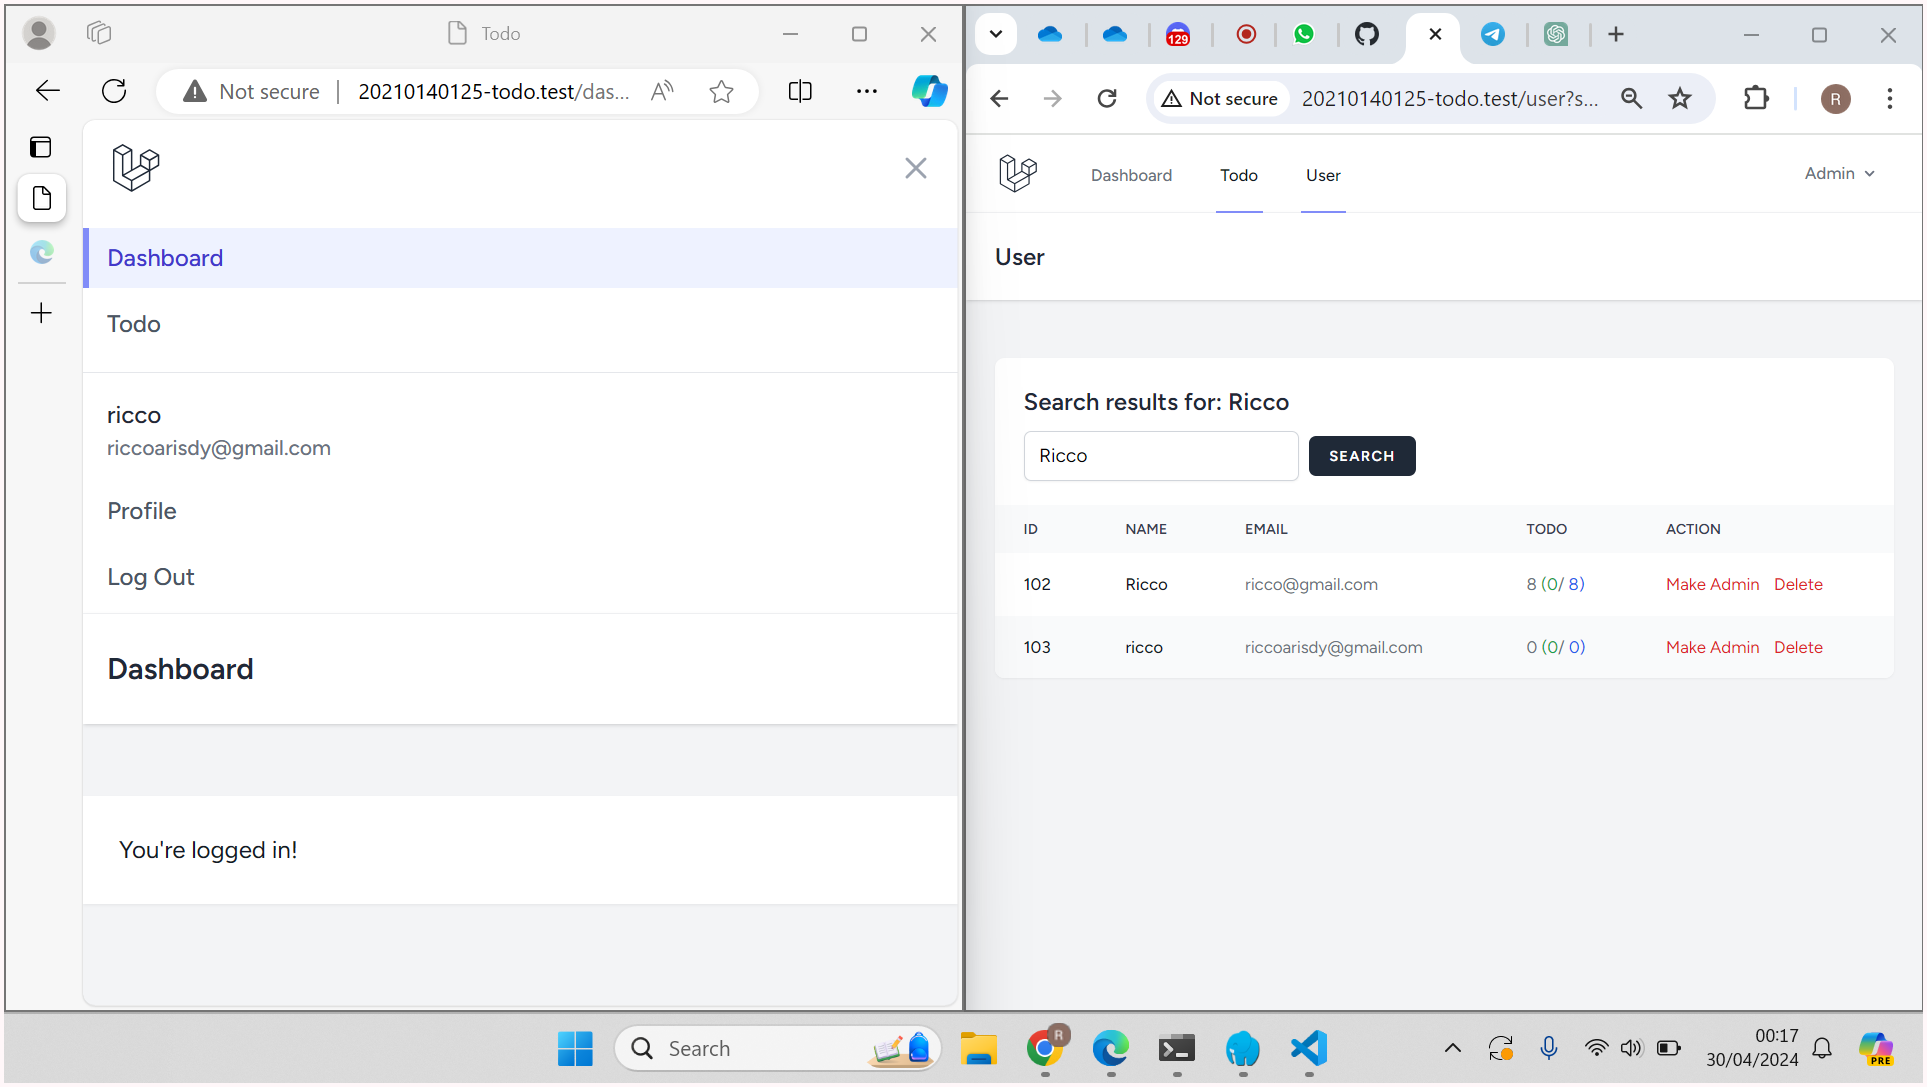 Todo
Not secure
20210140125-todo.test/das...
Dashboard
Todo
ricco
riccoarisdy@gmail.com
Profile
Log Out
Dashboard
You're logged in!
129
Not secure
20210140125-todo.test/user?s...
R
Dashboard Todo User
Admin
User
Search results for: Ricco
Ricco
SEARCH
ID NAME EMAIL TODO ACTION
102 Ricco ricco@gmail.com 8 (0/ 8) Make Admin Delete
103 ricco riccoarisdy@gmail.com 0 (0/ 0) Make Admin Delete
Search
R
00:17
30/04/2024
PRE